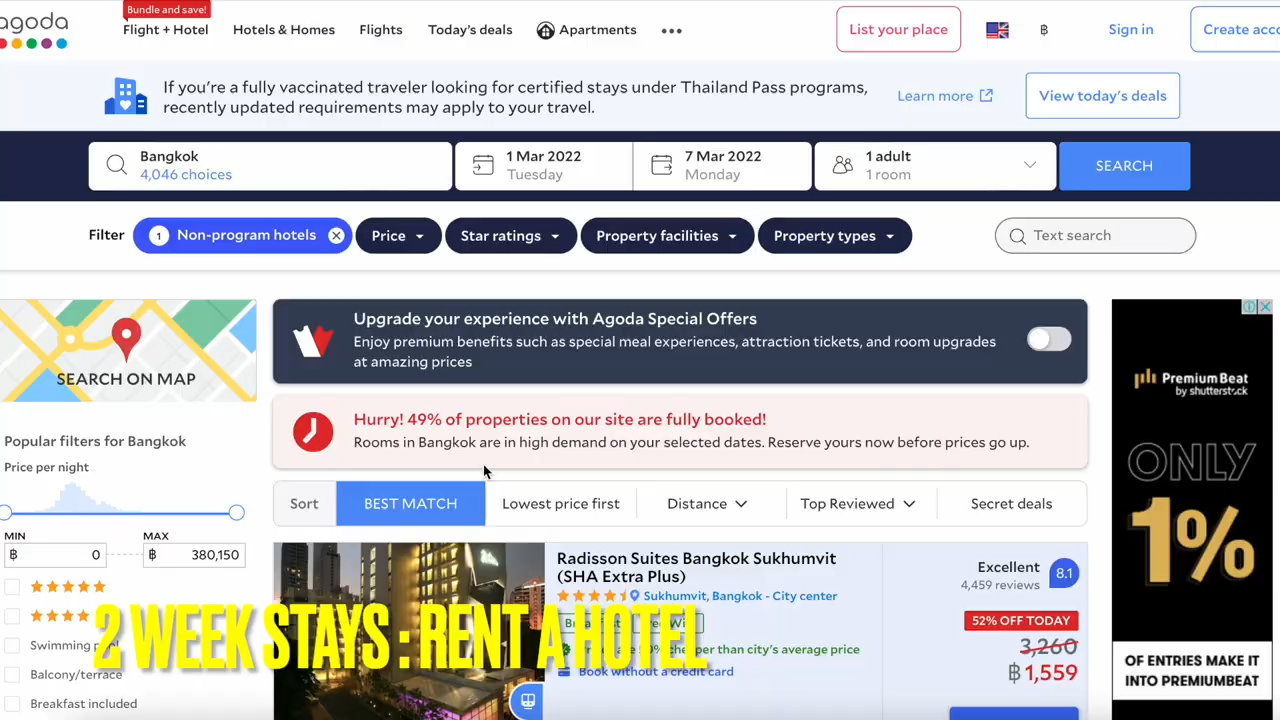 agoda
Bundle and save!
Flight + Hotel
Hotels & Homes
Flights
Today's deals
Apartments
List your place
฿
Sign in
Create acco
If you're a fully vaccinated traveler looking for certified stays under Thailand Pass programs,
recently updated requirements may apply to your travel.
Learn more
View today's deals
Bangkok
4,046 choices
1 Mar 2022
Tuesday
7 Mar 2022
Monday
1 adult
1 room
SEARCH
Filter
1 Non-program hotels
Price
Star ratings
Property facilities
Property types
Text search
SEARCH ON MAP
Upgrade your experience with Agoda Special Offers
Enjoy premium benefits such as special meal experiences, attraction tickets, and room upgrades
at amazing prices
Hurry! 49% of properties on our site are fully booked!
Rooms in Bangkok are in high demand on your selected dates. Reserve yours now before prices go up.
Popular filters for Bangkok
Price per night
MIN
MAX
฿ 0
฿ 380,150
Swimming
Balcony/terrace
Breakfast included
Sort
BEST MATCH
Lowest price first
Distance
Top Reviewed
Secret deals
Radisson Suites Bangkok Sukhumvit
(SHA Extra Plus)
Sukhumvit, Bangkok - City center
than city's average price
Book without a credit card
Excellent
4,459 reviews
8.1
52% OFF TODAY
3,260
฿ 1,559
2 WEEK STAYS : RENT A HOTEL
PremiumBeat
by shutterstock
ONLY
1%
OF ENTRIES MAKE IT
INTO PREMIUMBEAT